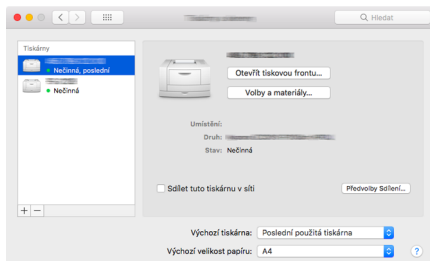 Hledat
Tiskárny
Nečinná, poslední
Nečinná
Otevřít tiskovou frontu...
Volby a materiály...
Umístění:
Druh:
Stav: Nečinná
Sdílet tuto tiskárnu v síti
Předvolby Sdílení...
+ −
Výchozí tiskárna: Poslední použitá tiskárna
Výchozí velikost papíru: A4
?